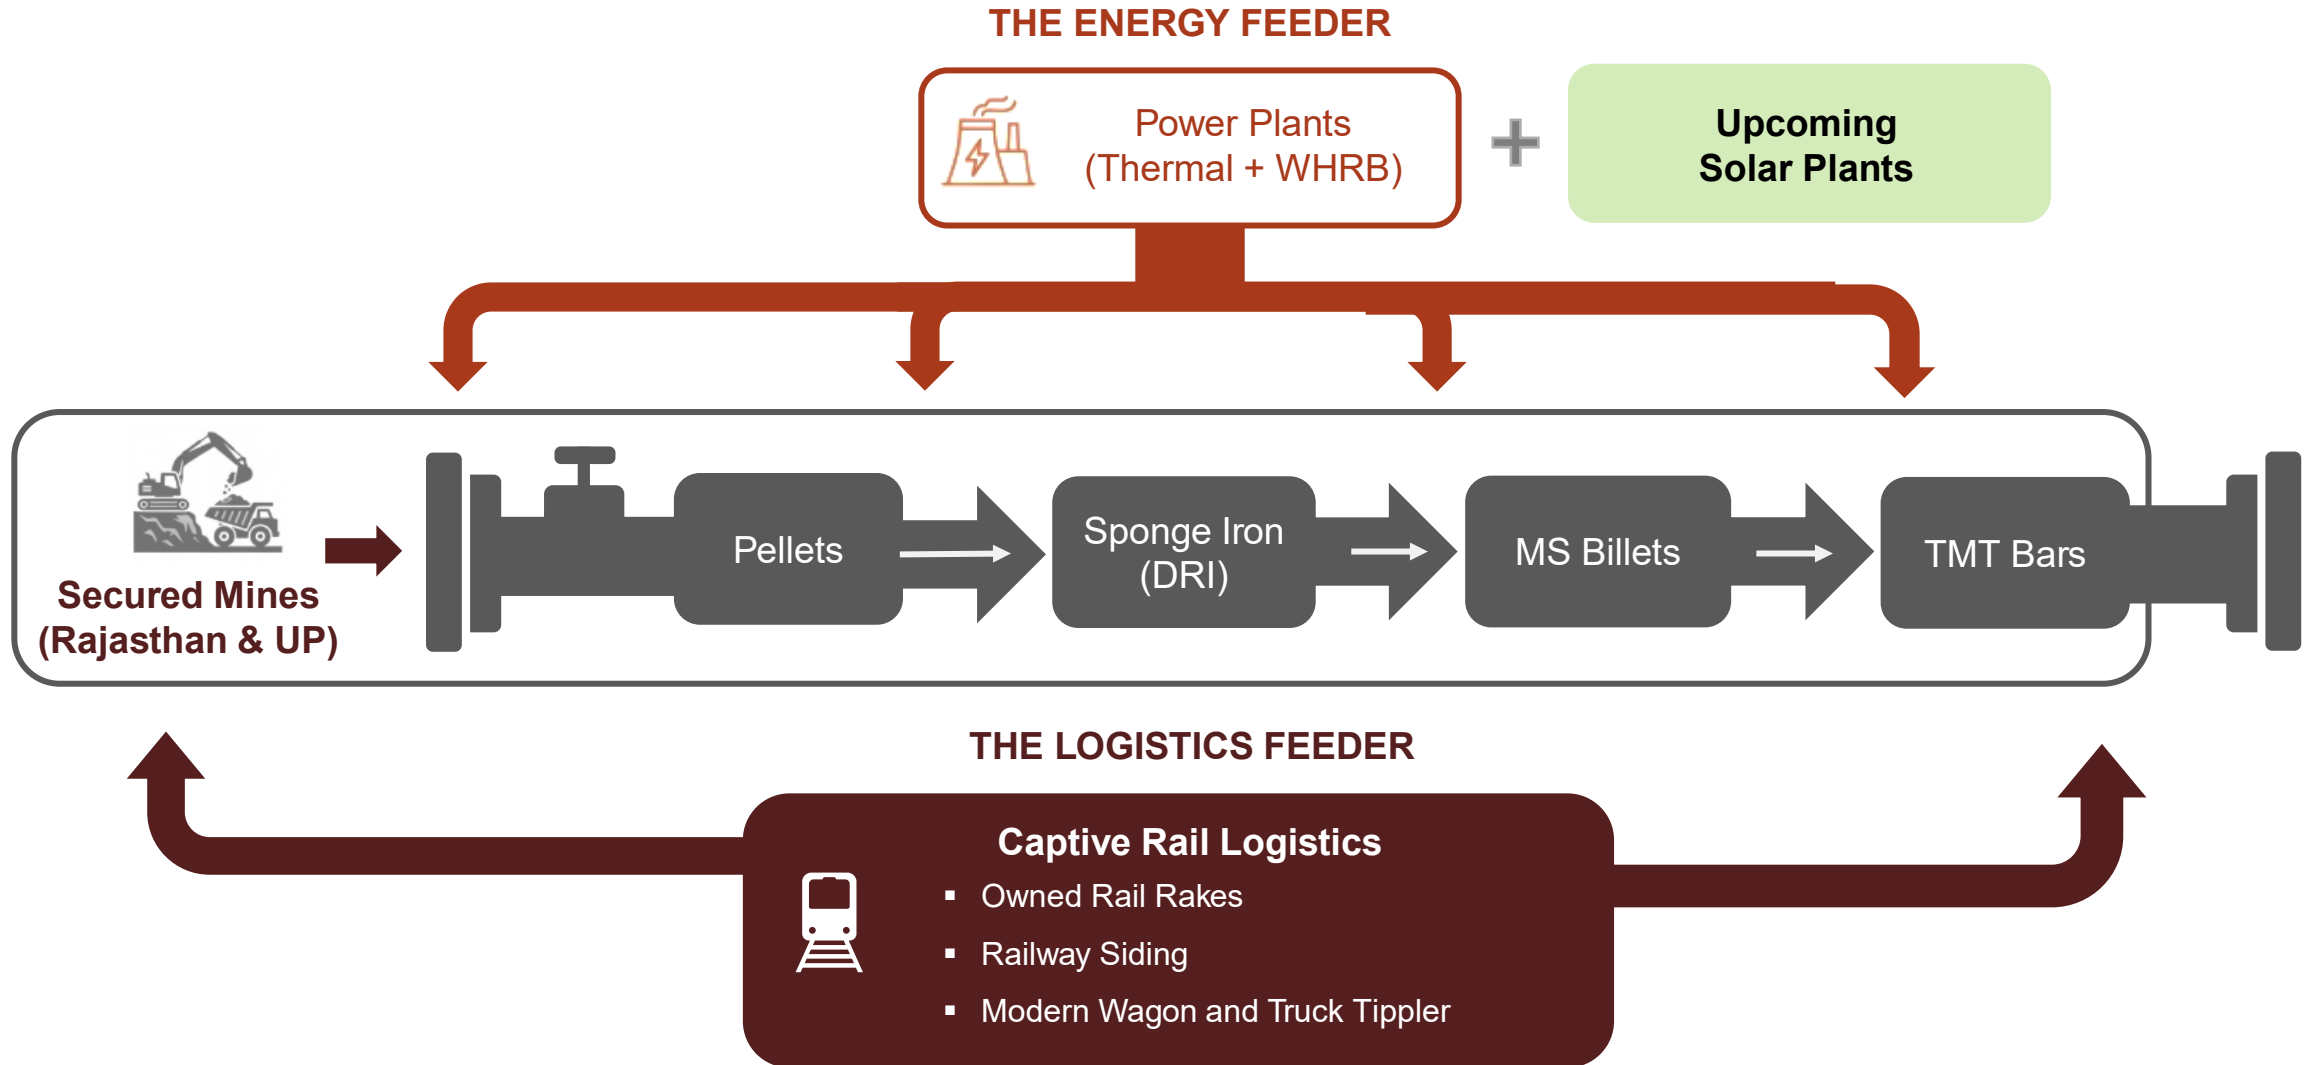 THE ENERGY FEEDER
Power Plants
(Thermal + WHRB)
Upcoming
Solar Plants
Secured Mines
(Rajasthan & UP)
Pellets
Sponge Iron
(DRI)
MS Billets
TMT Bars
THE LOGISTICS FEEDER
Captive Rail Logistics
▪ Owned Rail Rakes
▪ Railway Siding
▪ Modern Wagon and Truck Tippler